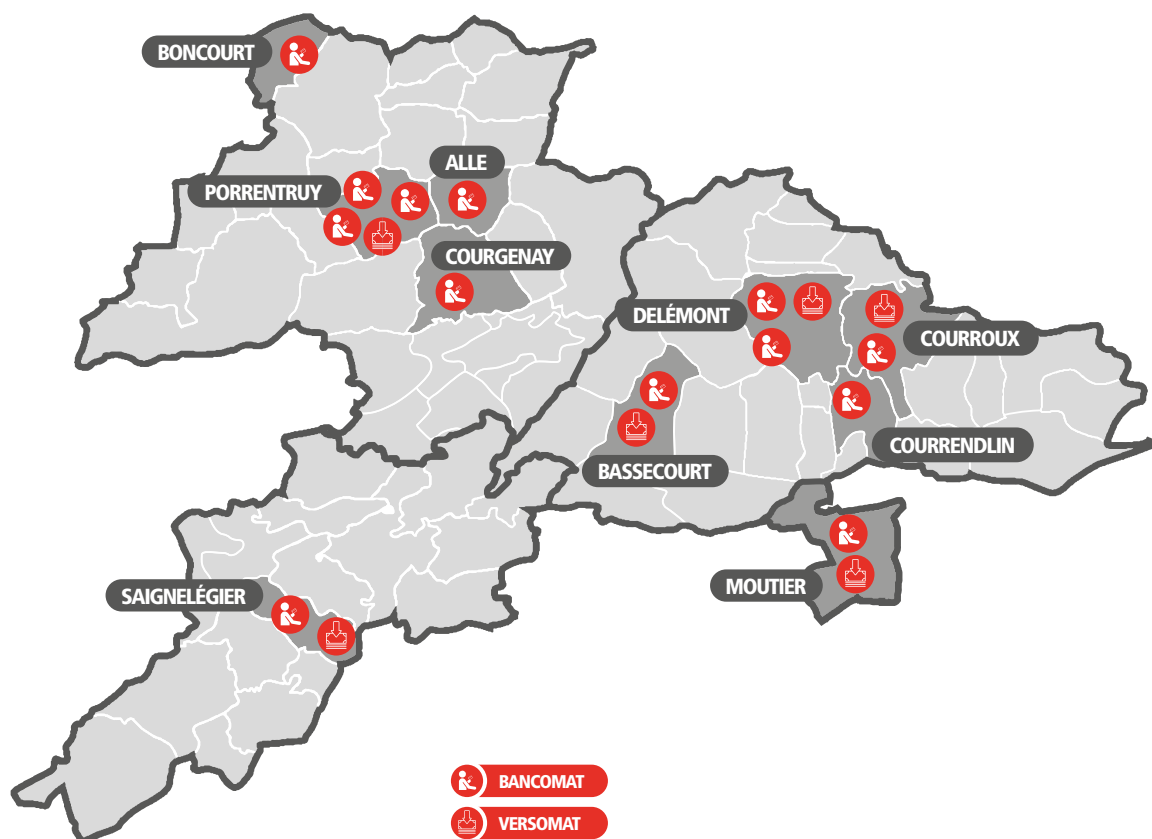 BONCOURT
ALLE
PORRENTRUY
COURGENAY
DELÉMONT
COURROUX
BASSECOURT
COURRENDLIN
MOUTIER
SAIGNELÉGIER
BANCOMAT
VERSOMAT